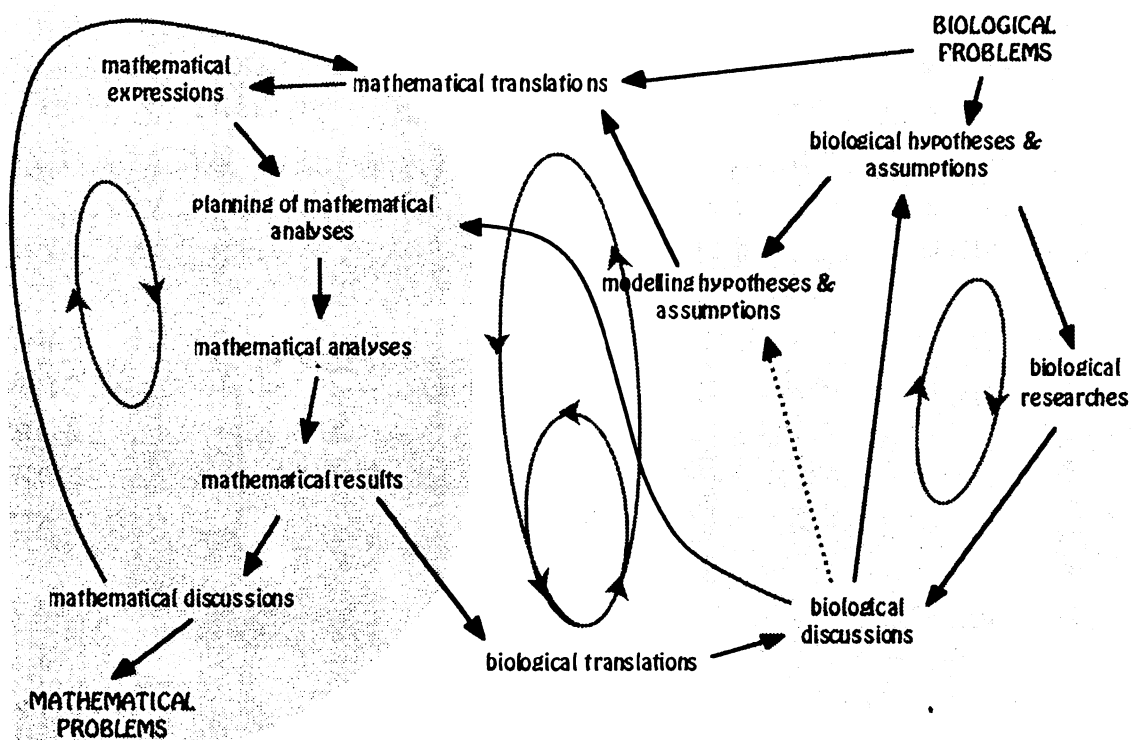 BIOLOGICAL
PROBLEMS
mathematical
expressions
mathematical translations
biological hypotheses &
assumptions
planning of mathematical
analyses
modelling hypotheses &
assumptions
mathematical analyses
biological
researches
mathematical results
mathematical discussions
biological
discussions
biological translations
MATHEMATICAL
PROBLEMS